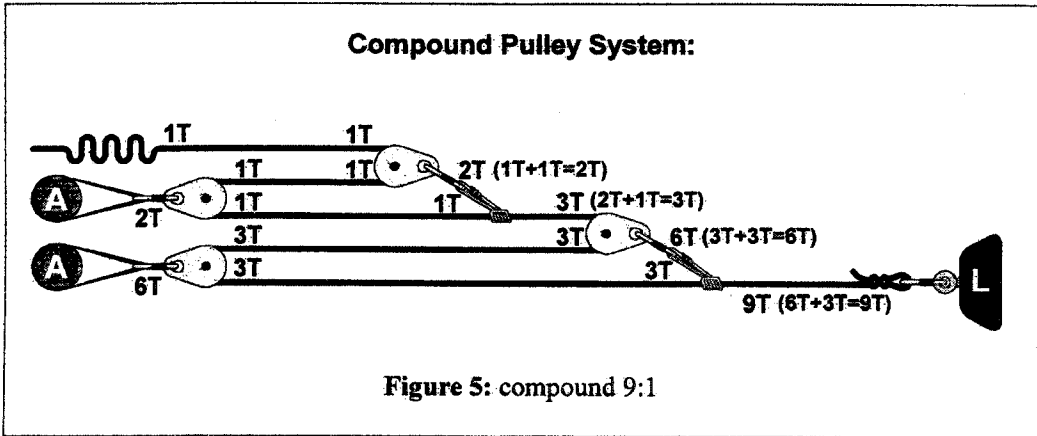 Compound Pulley System:
1T 1T
1T 1T 2T (1T+1T=2T)
A 2T 1T 1T 3T (2T+1T=3T)
3T 3T 6T (3T+3T=6T)
A 6T 3T 3T L
9T (6T+3T=9T)
Figure 5: compound 9:1